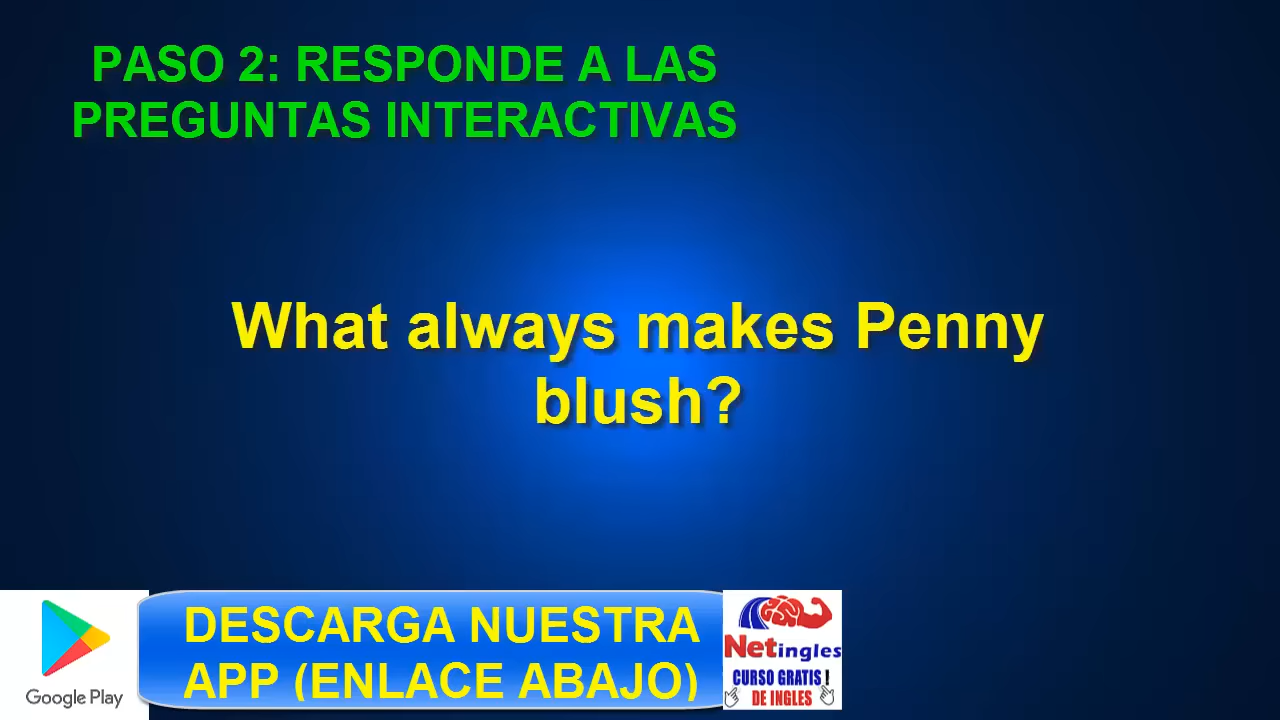 PASO 2: RESPONDE A LAS
PREGUNTAS INTERACTIVAS
What always makes Penny
blush?
DESCARGA NUESTRA
APP (ENLACE ABAJO)
Google Play
Netingles
CURSO GRATIS !
DE INGLES